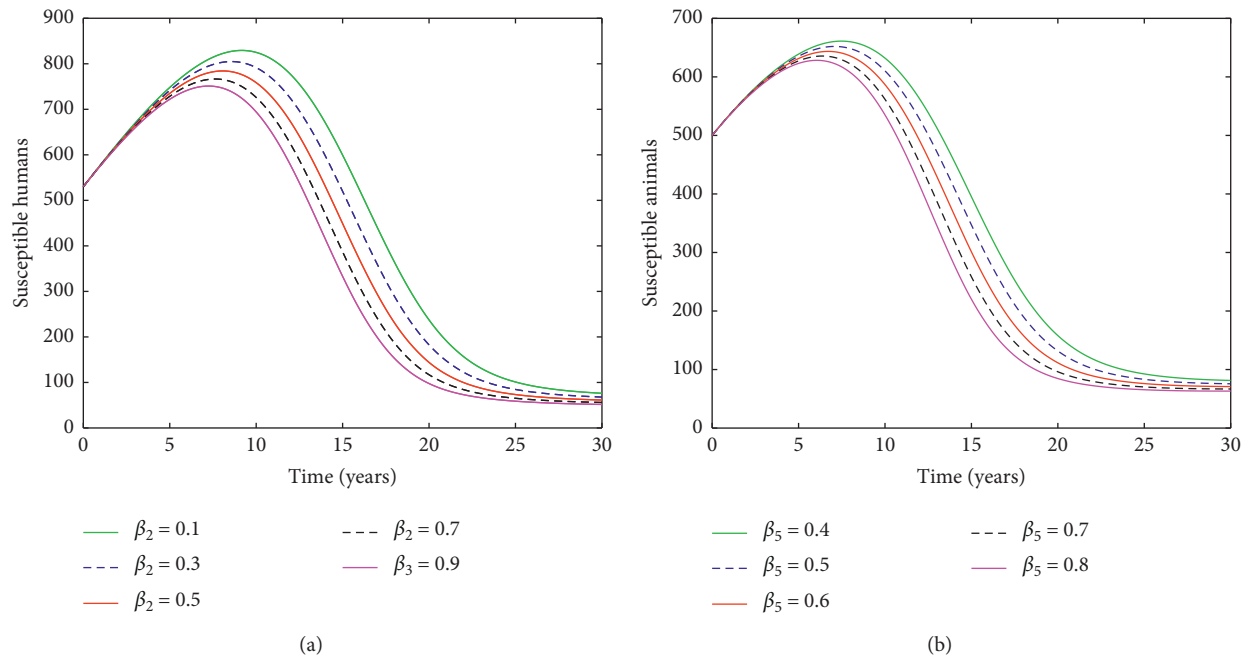 900
800
700
600
500
400
300
200
100
0
Susceptible humans
0 5 10 15 20 25 30
Time (years)
β2 = 0.1
β2 = 0.3
β2 = 0.5
β2 = 0.7
β3 = 0.9
(a)
700
600
500
400
300
200
100
0
Susceptible animals
0 5 10 15 20 25 30
Time (years)
β5 = 0.4
β5 = 0.5
β5 = 0.6
β5 = 0.7
β5 = 0.8
(b)